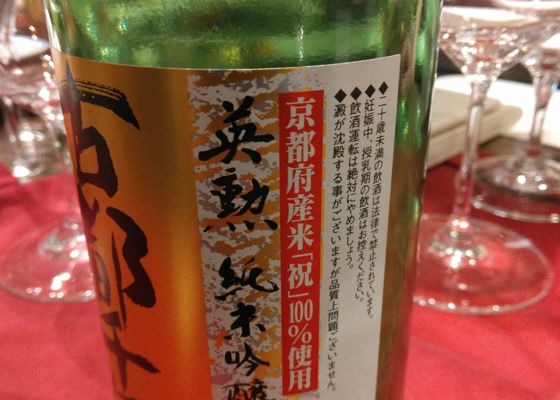 ◆二十歳未満の飲酒は法律で禁止されています。
◆妊娠中、授乳期の飲酒はお控えください。
◆飲酒運転は絶対にやめましょう。
◆澱が沈殿する事がございますが品質上問題ございません。
京都府産米「祝」100%使用
英勲 純米吟醸
古都千